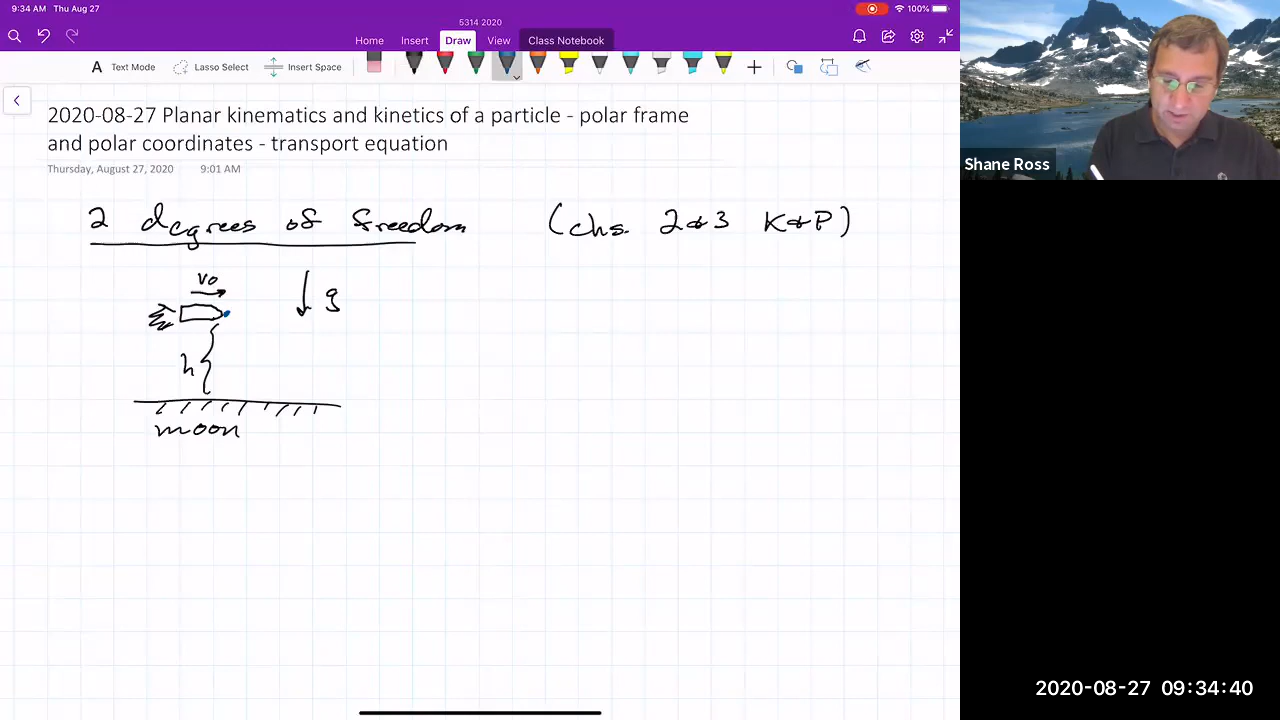 9:34 AM Thu Aug 27
100%
5314 2020
Home Insert Draw View Class Notebook
A Text Mode Lasso Select Insert Space
2020-08-27 Planar kinematics and kinetics of a particle - polar frame
and polar coordinates - transport equation
Thursday, August 27, 2020 9:01 AM
Shane Ross
2 degrees of freedom (chs. 2&3 K&P)
v0
g
h
moon
2020-08-27 09:34:40